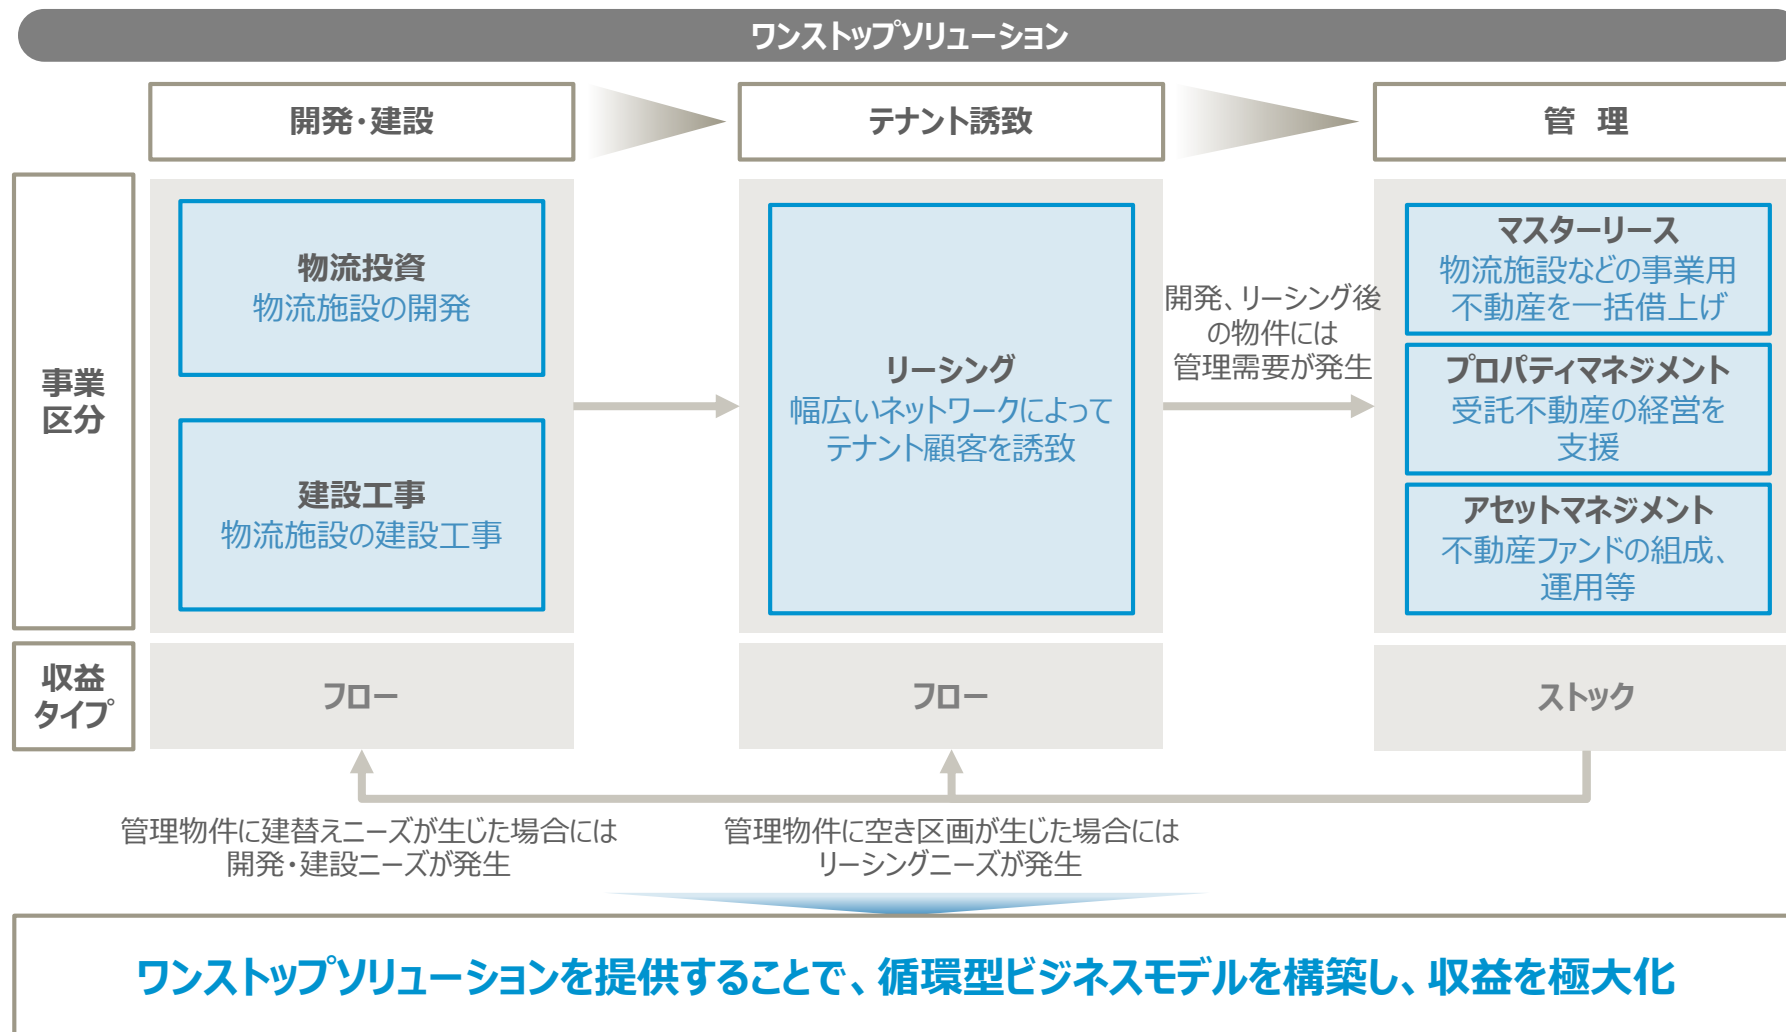 ワンストップソリューション
開発・建設
テナント誘致
管 理
事業
区分
物流投資
物流施設の開発
建設工事
物流施設の建設工事
リーシング
幅広いネットワークによって
テナント顧客を誘致
開発、リーシング後
の物件には
管理需要が発生
マスターリース
物流施設などの事業用
不動産を一括借上げ
プロパティマネジメント
受託不動産の経営を
支援
アセットマネジメント
不動産ファンドの組成、
運用等
収益
タイプ
フロー
フロー
ストック
管理物件に建替えニーズが生じた場合には
開発・建設ニーズが発生
管理物件に空き区画が生じた場合には
リーシングニーズが発生
ワンストップソリューションを提供することで、循環型ビジネスモデルを構築し、収益を極大化